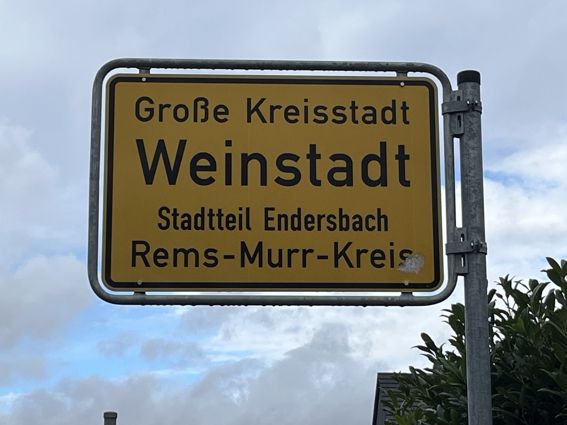 Große Kreisstadt
Weinstadt
Stadtteil Endersbach
Rems-Murr-Kreis